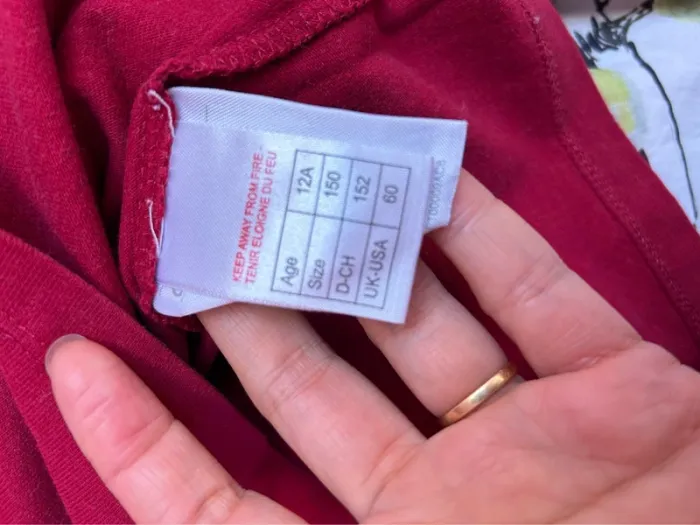 KEEP AWAY FROM FIRE -
TENIR ELOIGNE DU FEU
Age 12A
Size 150
D-CH 152
UK-USA 60